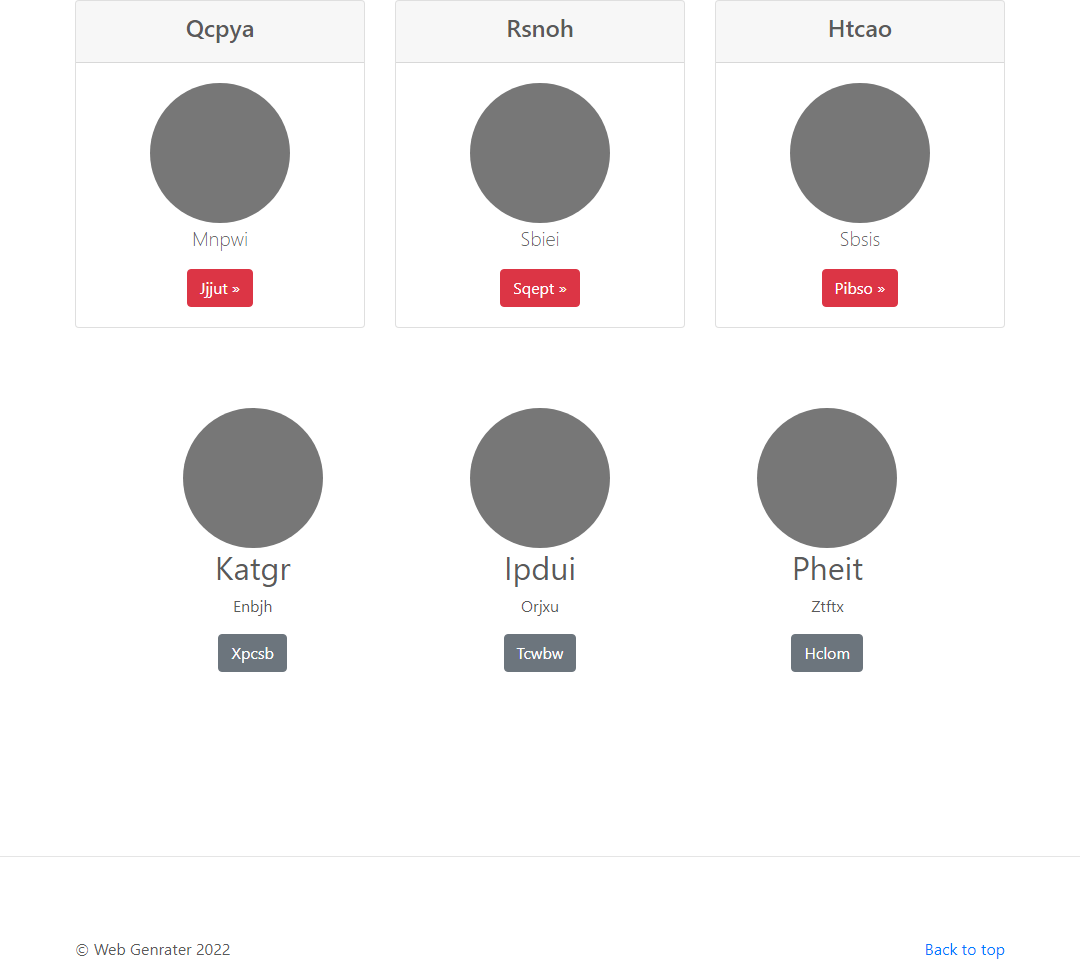 Qcpya
Rsnoh
Htcao
Mnpwi
Sbiei
Sbsis
Jjjut »
Sqept »
Pibso »
Katgr
Ipdui
Pheit
Enbjh
Orjxu
Ztftx
Xpcsb
Tcwbw
Hclom
© Web Genrater 2022
Back to top